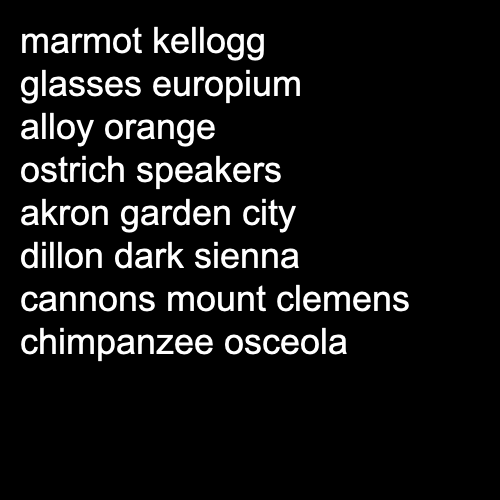 marmot kellogg
glasses europium
alloy orange
ostrich speakers
akron garden city
dillon dark sienna
cannons mount clemens
chimpanzee osceola